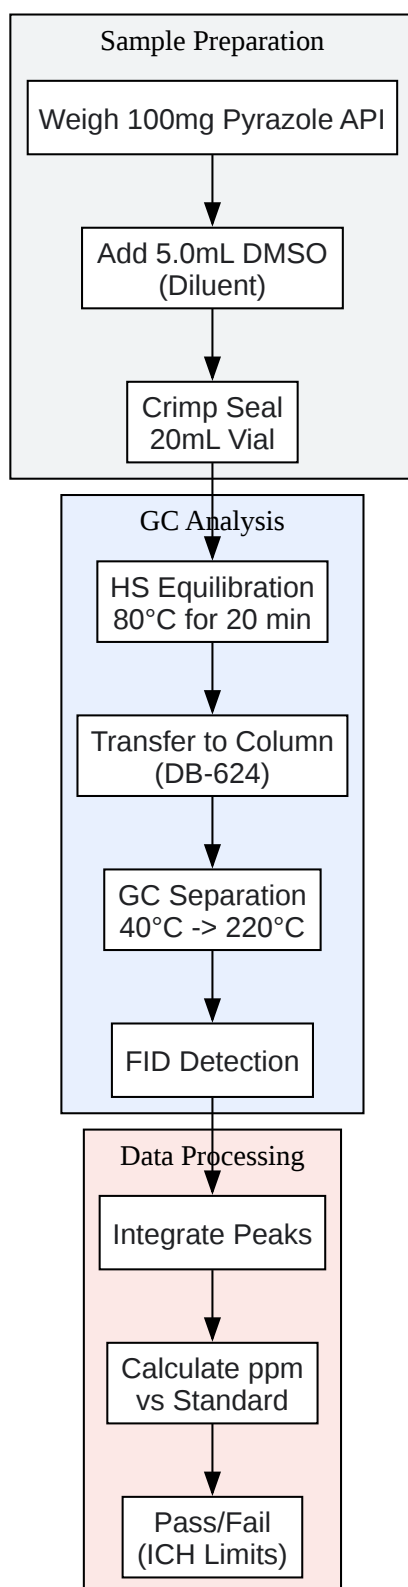 Sample Preparation
Weigh 100mg Pyrazole API
Add 5.0mL DMSO
(Diluent)
Crimp Seal
20mL Vial
GC Analysis
HS Equilibration
80°C for 20 min
Transfer to Column
(DB-624)
GC Separation
40°C -> 220°C
FID Detection
Data Processing
Integrate Peaks
Calculate ppm
vs Standard
Pass/Fail
(ICH Limits)